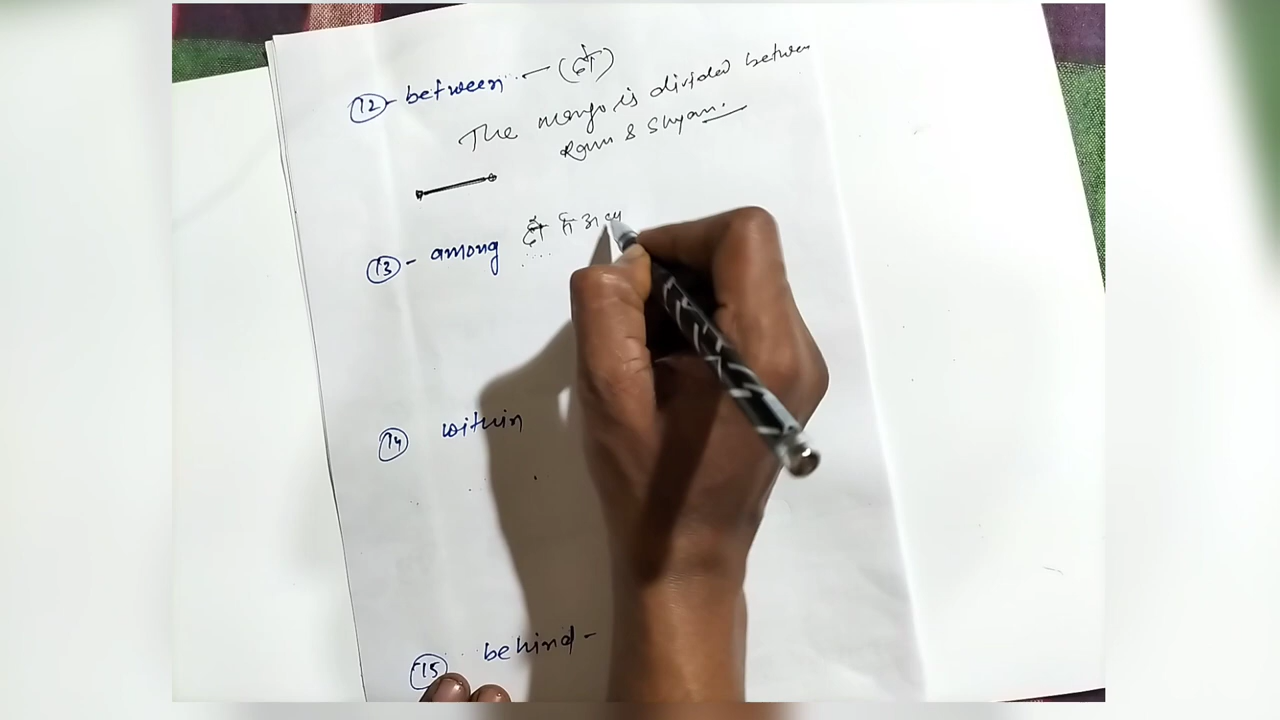 12 - between - (दो)
The mango is divided between
Ram & Shyam.
13 - among दो से अ
14 within
15 behind -